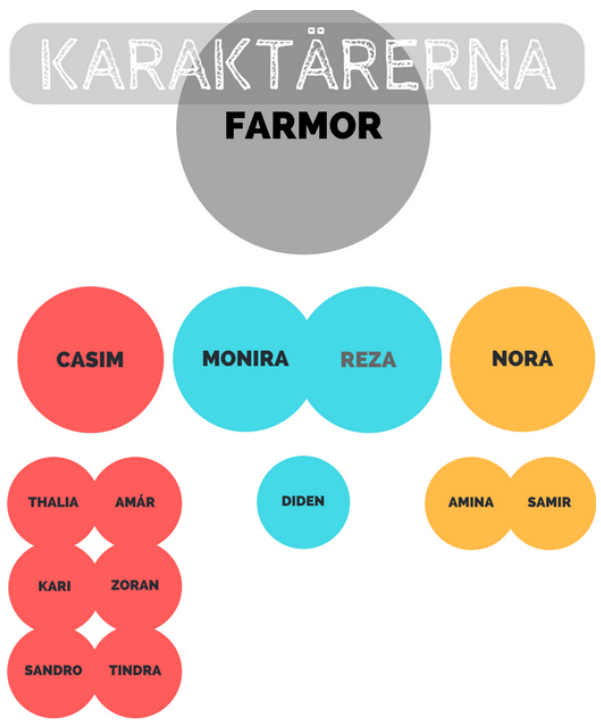 KARAKTÄRERNA
FARMOR
CASIM MONIRA REZA NORA
THALIA AMÁR DIDEN AMINA SAMIR
KARI ZORAN
SANDRO TINDRA